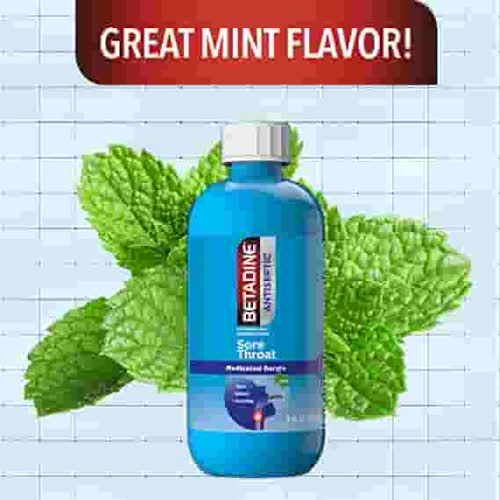 GREAT MINT FLAVOR!
BETADINE
ANTISEPTIC
Sore
Throat
Medicated Gargle